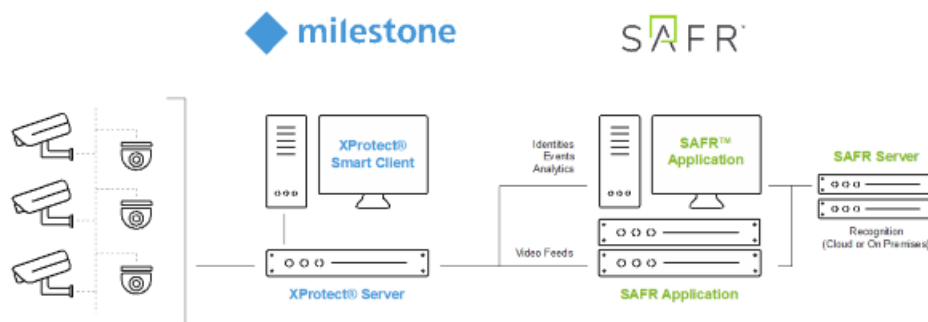 milestone
SAFR™
XProtect®
Smart Client
Identities
Events
Analytics
SAFR™
Application
SAFR Server
Recognition
(Cloud or On Premises)
Video Feeds
XProtect® Server
SAFR Application